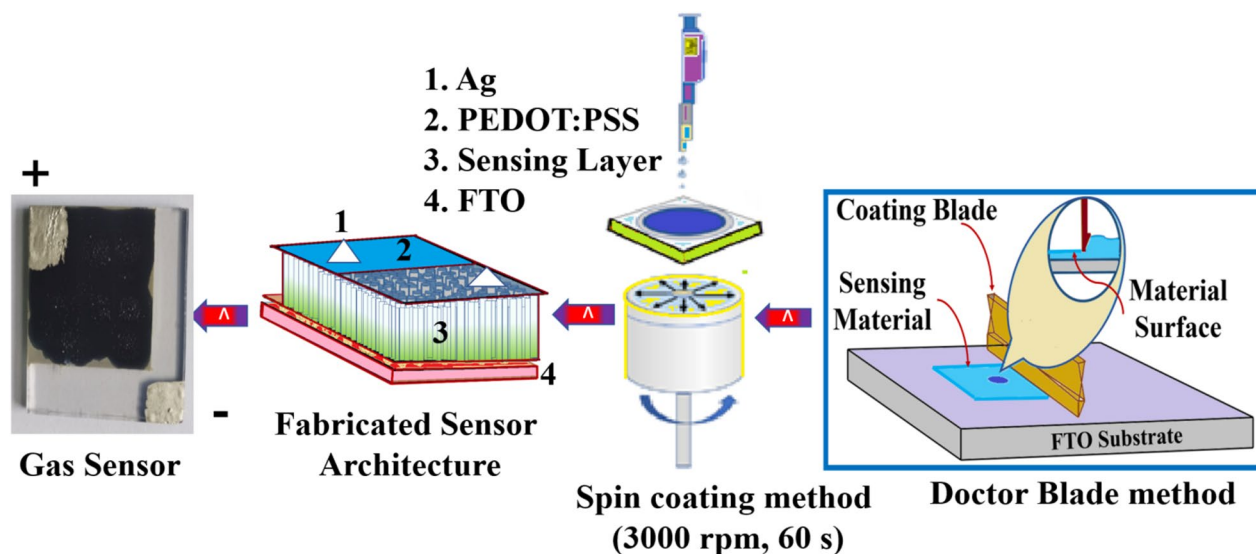 1. Ag
2. PEDOT:PSS
3. Sensing Layer
4. FTO
+
-
Gas Sensor
1
2
3
4
Fabricated Sensor
Architecture
>
>
>
Spin coating method
(3000 rpm, 60 s)
Coating Blade
Sensing
Material
Material
Surface
FTO Substrate
Doctor Blade method